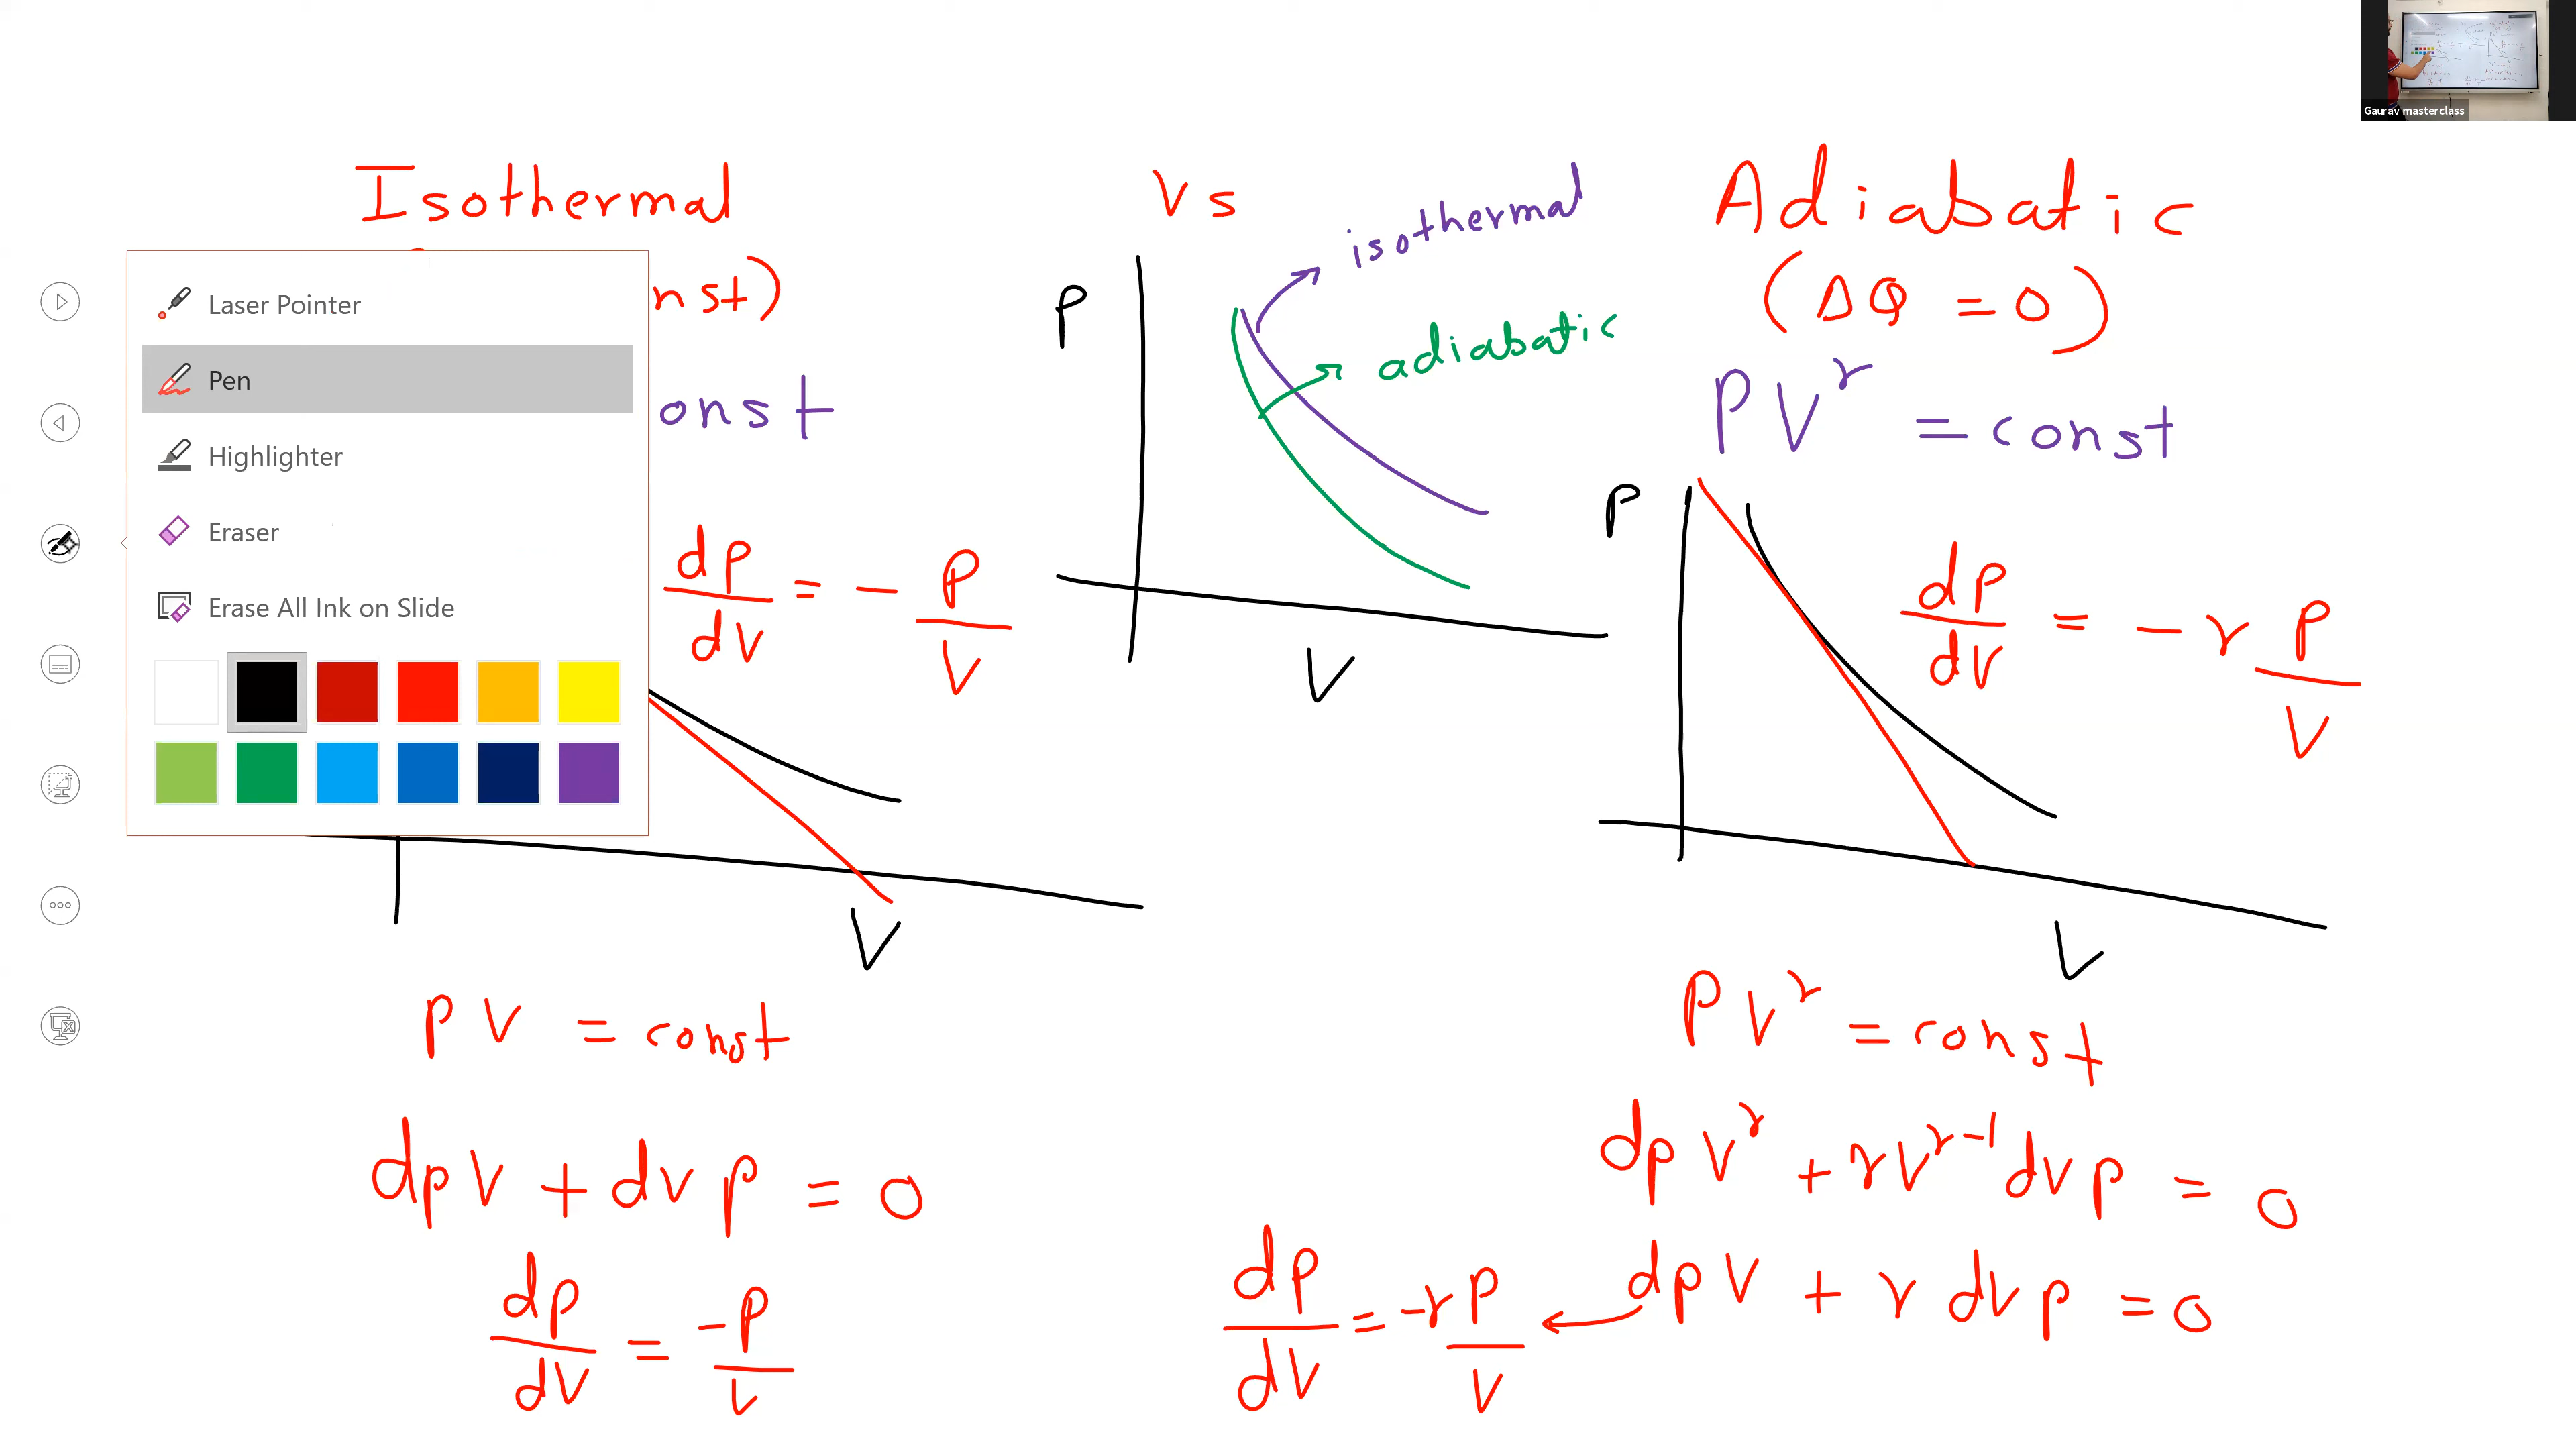 Gaurav masterclass
Isothermal
Vs
Adiabatic
nst)
(ΔQ = 0)
onst
PV^γ = const
Laser Pointer
Pen
Highlighter
Eraser
Erase All Ink on Slide
P
isothermal
adiabatic
V
dP/dV = - P/V
P
dP/dV = - γ P/V
V
V
PV = const
dP V + dV P = 0
dP/dV = -P/V
PV^γ = const
dP V^γ + γV^γ-1 dV P = 0
dP V + γ dV P = 0
dP/dV = -γ P/V